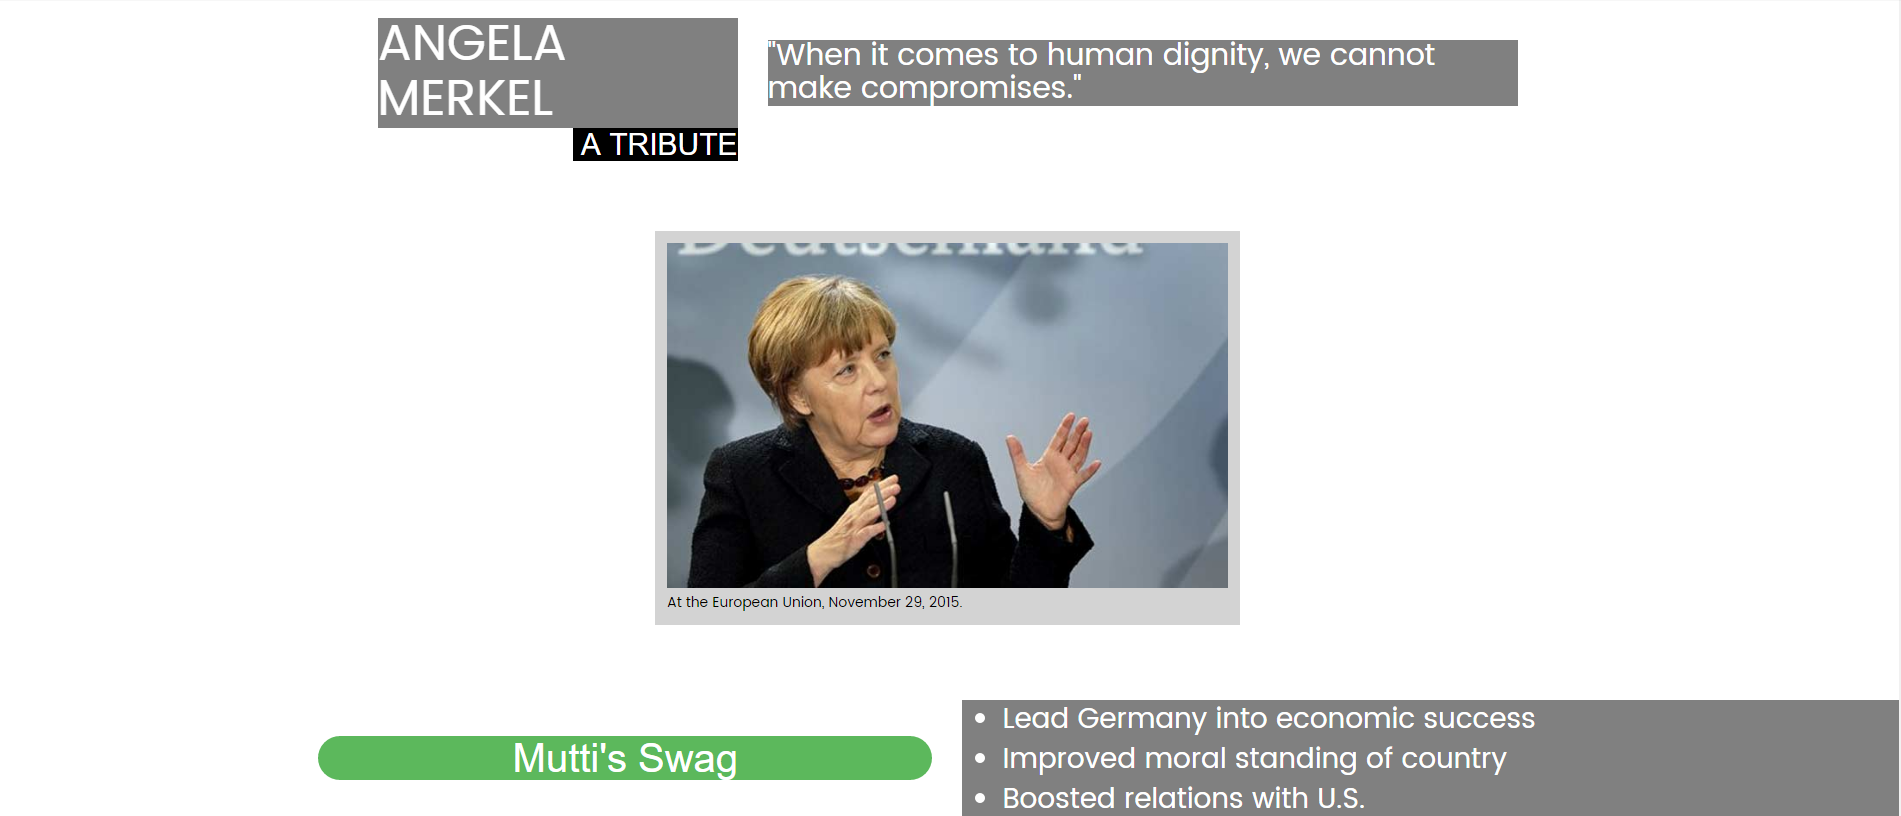 ANGELA
MERKEL
A TRIBUTE
"When it comes to human dignity, we cannot
make compromises."
Deutschland
At the European Union, November 29, 2015.
Mutti's Swag
Lead Germany into economic success
Improved moral standing of country
Boosted relations with U.S.